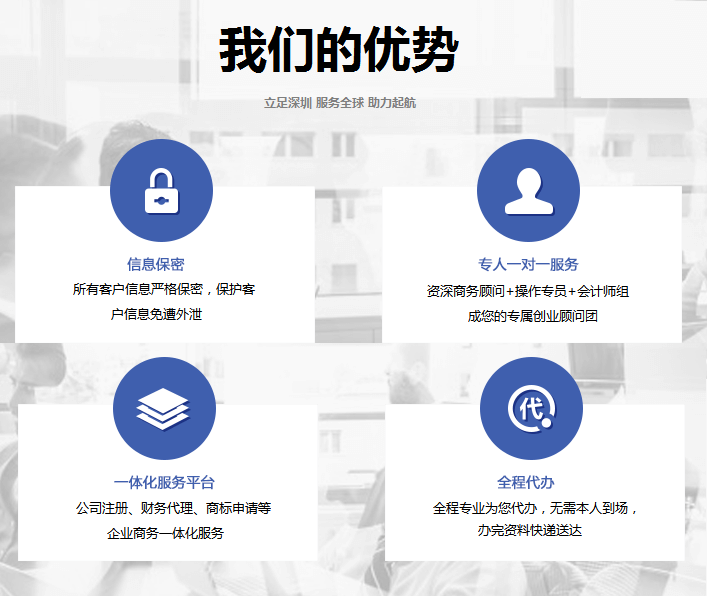 我们的优势
立足深圳 服务全球 助力起航
信息保密
所有客户信息严格保密，保护客
户信息免遭外泄
专人一对一服务
资深商务顾问+操作专员+会计师组
成您的专属创业顾问团
一体化服务平台
公司注册、财务代理、商标申请等
企业商务一体化服务
代
全程代办
全程专业为您代办，无需本人到场，
办完资料快递送达